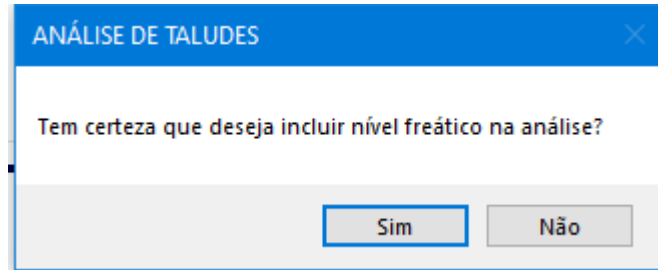 ANÁLISE DE TALUDES
Tem certeza que deseja incluir nível freático na análise?
Sim
Não